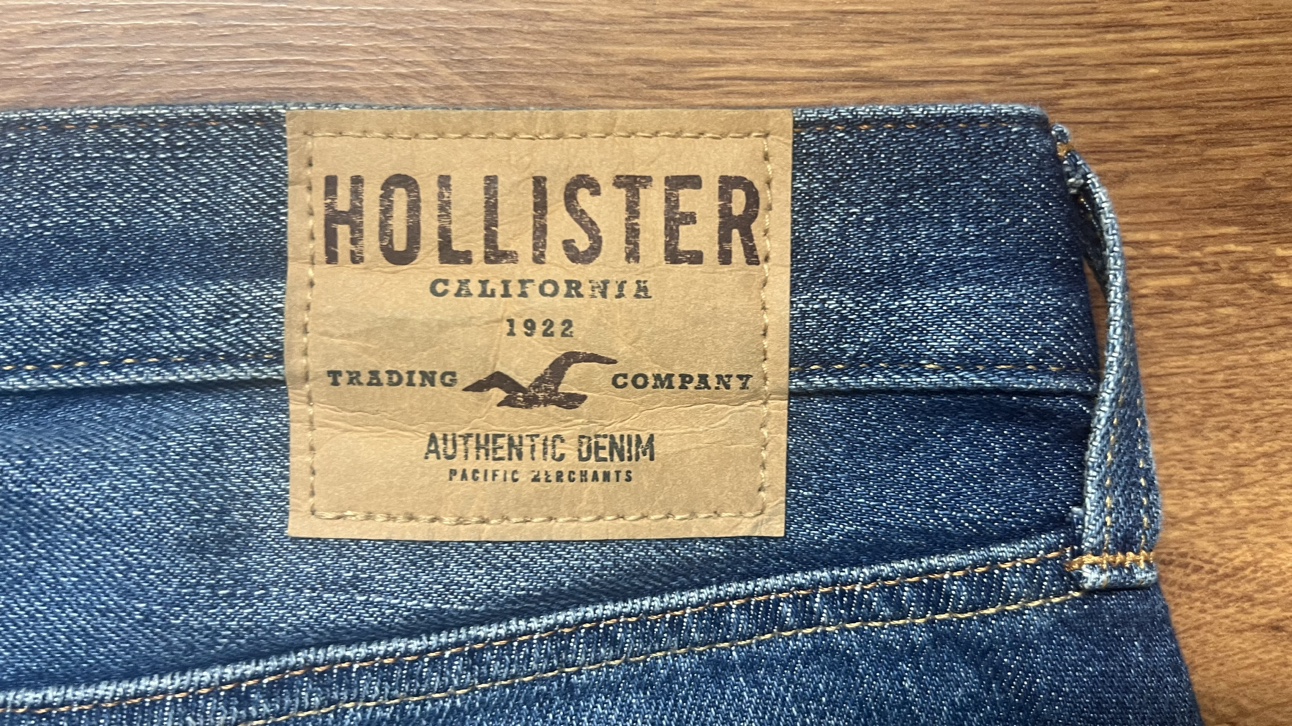 HOLLISTER
CALIFORNIA
1922
TRADING COMPANY
AUTHENTIC DENIM
PACIFIC MERCHANTS